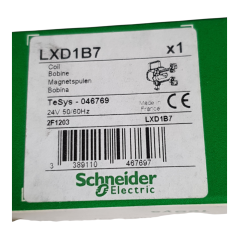 LXD1B7 x1
Coil
Bobine
Magnetspulen
Bobina
TeSys - 046769
24V 50/60Hz
Made in France CE
2F1203 LXD1B7
3 389110 467697
Schneider
Electric